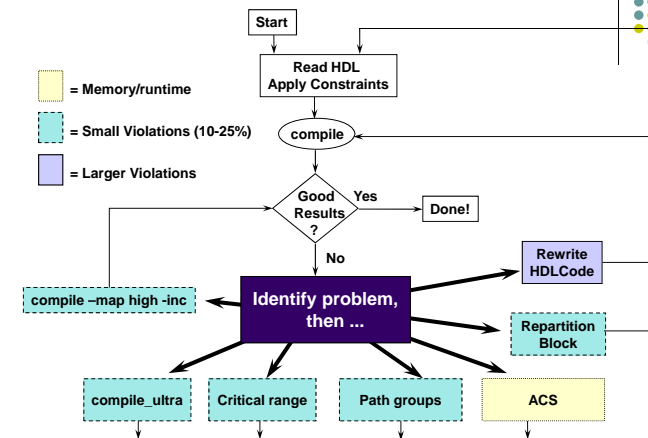 Start
Read HDL
Apply Constraints
= Memory/runtime
= Small Violations (10-25%)
compile
= Larger Violations
Good
Results
?
Yes
Done!
No
Rewrite
HDLCode
compile –map high -inc
Identify problem,
then ...
Repartition
Block
compile_ultra
Critical range
Path groups
ACS